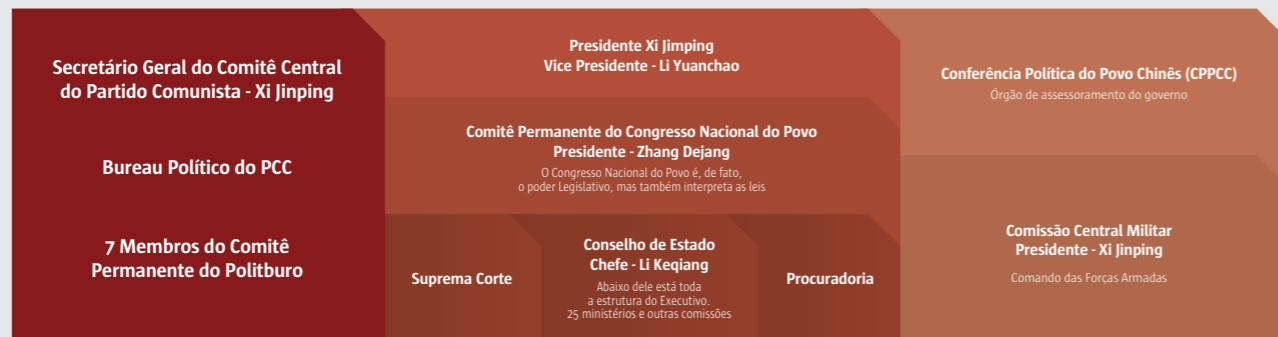 Secretário Geral do Comitê Central
do Partido Comunista - Xi Jinping
Bureau Político do PCC
7 Membros do Comitê
Permanente do Politburo
Presidente Xi Jimping
Vice Presidente - Li Yuanchao
Comitê Permanente do Congresso Nacional do Povo
Presidente - Zhang Dejang
O Congresso Nacional do Povo é, de fato,
o poder Legislativo, mas também interpreta as leis
Suprema Corte
Conselho de Estado
Chefe - Li Keqiang
Abaixo dele está toda
a estrutura do Executivo.
25 ministérios e outras comissões
Procuradoria
Conferência Política do Povo Chinês (CPPCC)
Órgão de assessoramento do governo
Comissão Central Militar
Presidente - Xi Jinping
Comando das Forças Armadas